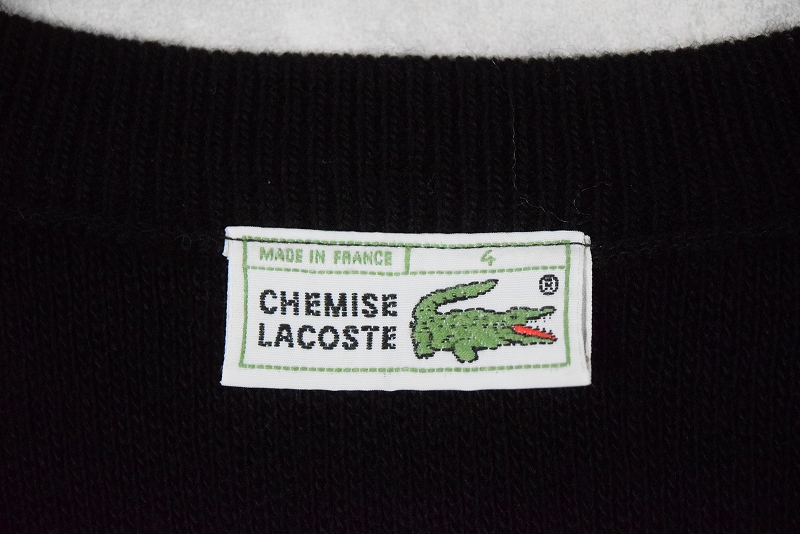 MADE IN FRANCE 4
CHEMISE ®
LACOSTE